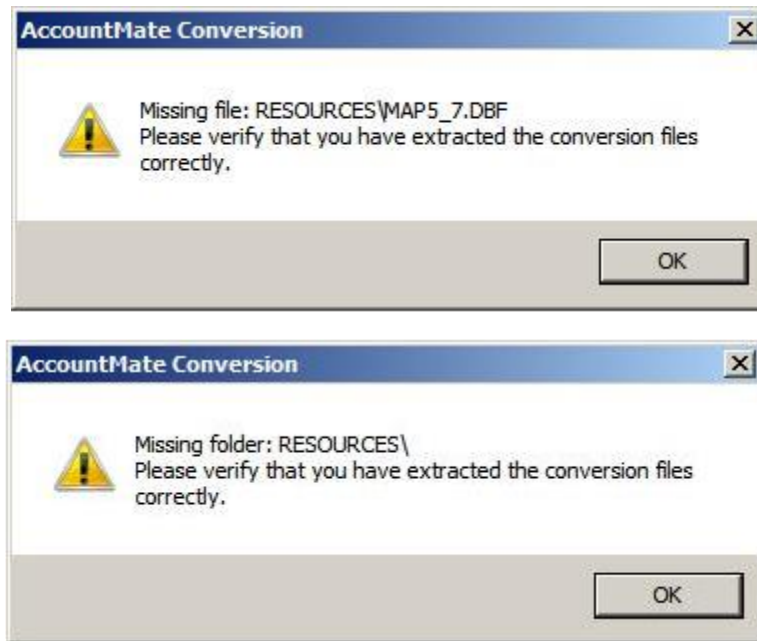 AccountMate Conversion
Missing file: RESOURCES\MAP5_7.DBF
Please verify that you have extracted the conversion files
correctly.
OK
AccountMate Conversion
Missing folder: RESOURCES\
Please verify that you have extracted the conversion files
correctly.
OK